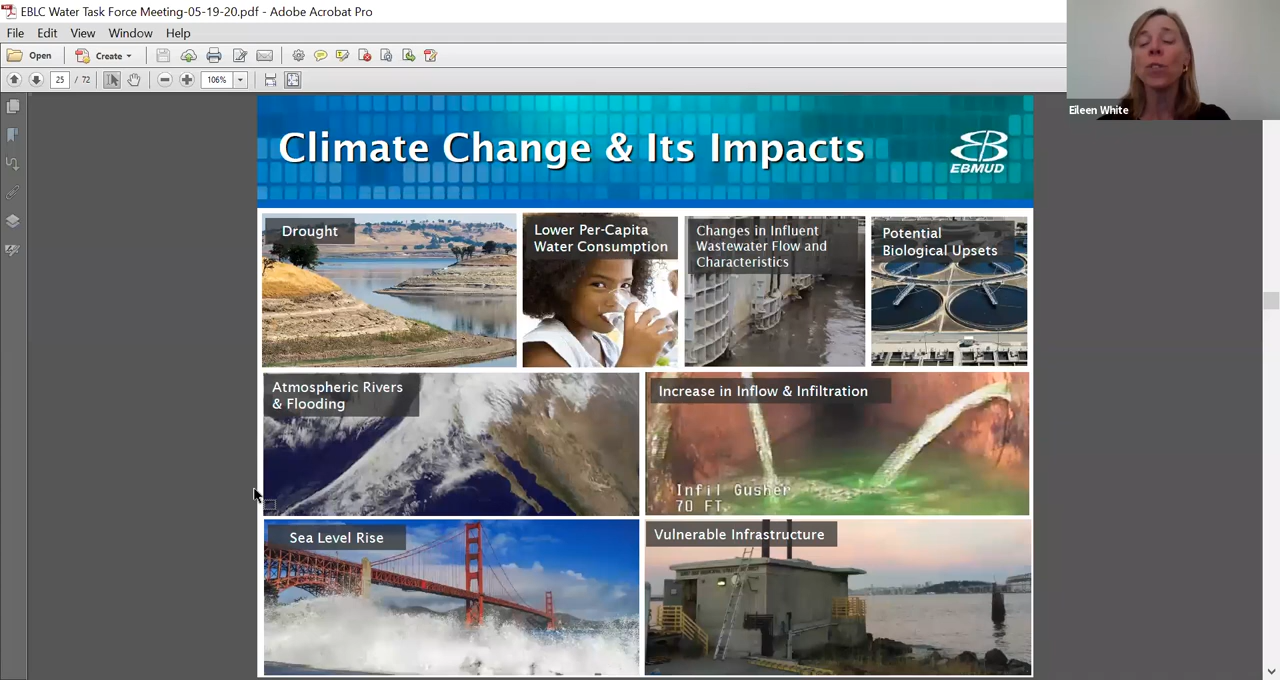 EBLC Water Task Force Meeting-05-19-20.pdf - Adobe Acrobat Pro
File Edit View Window Help
Open Create
25 / 72 106%
Eileen White
Climate Change & Its Impacts
EBMUD
Drought
Lower Per-Capita
Water Consumption
Changes in Influent
Wastewater Flow and
Characteristics
Potential
Biological Upsets
Atmospheric Rivers
& Flooding
Increase in Inflow & Infiltration
Infil Gusher
70 FT.
Sea Level Rise
Vulnerable Infrastructure